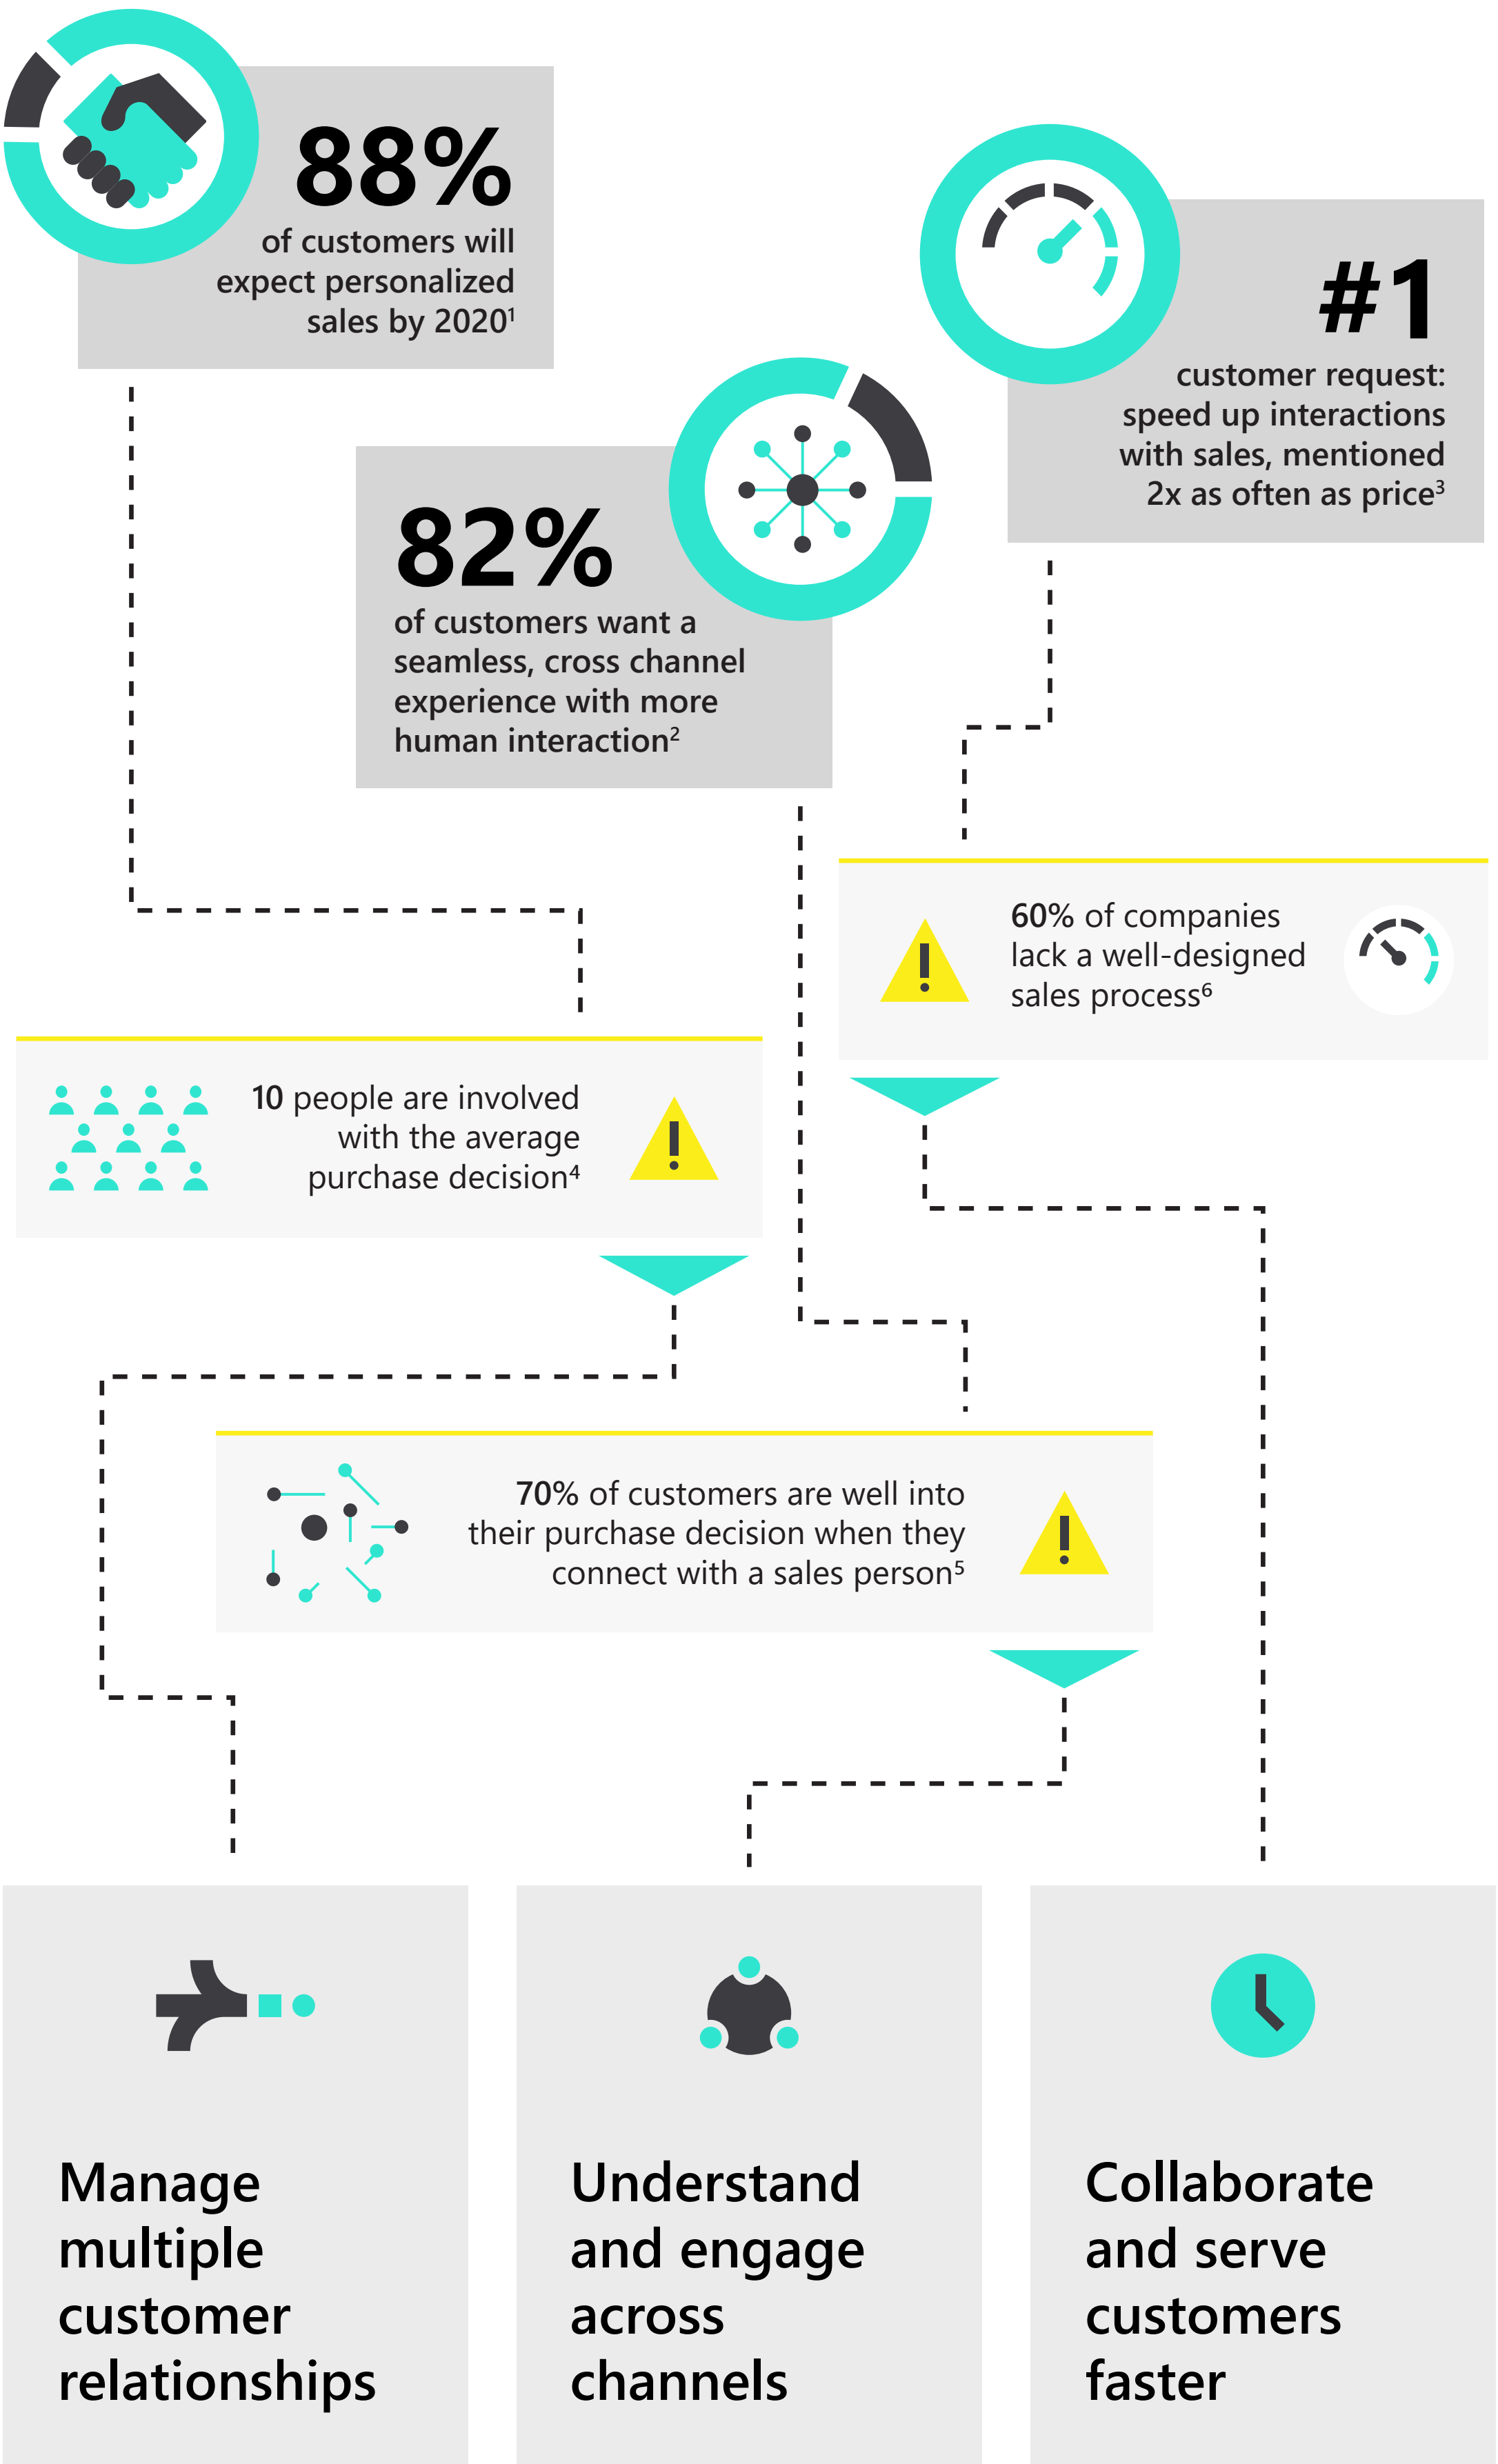 88%
of customers will
expect personalized
sales by 2020¹
#1
customer request:
speed up interactions
with sales, mentioned
2x as often as price³
82%
of customers want a
seamless, cross channel
experience with more
human interaction²
60% of companies
lack a well-designed
sales process⁶
10 people are involved
with the average
purchase decision⁴
70% of customers are well into
their purchase decision when they
connect with a sales person⁵
Manage
multiple
customer
relationships
Understand
and engage
across
channels
Collaborate
and serve
customers
faster